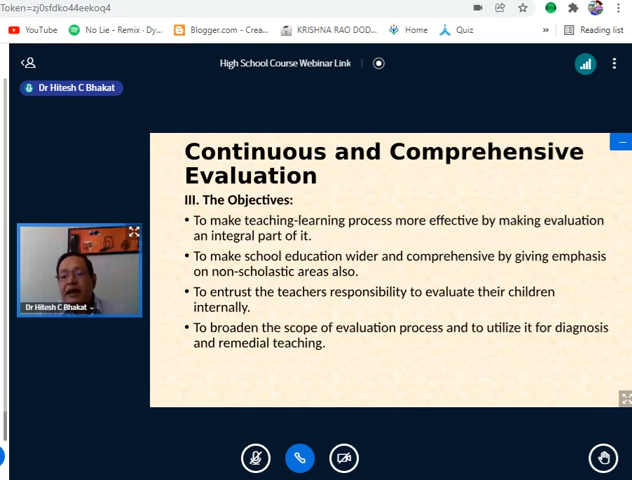 Token=zj0sfdko44eekoq4
YouTube
No Lie - Remix · Dy...
Blogger.com - Crea...
KRISHNA RAO DOD...
Home
Quiz
»
Reading list
High School Course Webinar Link
Dr Hitesh C Bhakat
Continuous and Comprehensive
Evaluation
III. The Objectives:
• To make teaching-learning process more effective by making evaluation
an integral part of it.
• To make school education wider and comprehensive by giving emphasis
on non-scholastic areas also.
• To entrust the teachers responsibility to evaluate their children
internally.
• To broaden the scope of evaluation process and to utilize it for diagnosis
and remedial teaching.
Dr Hitesh C Bhakat